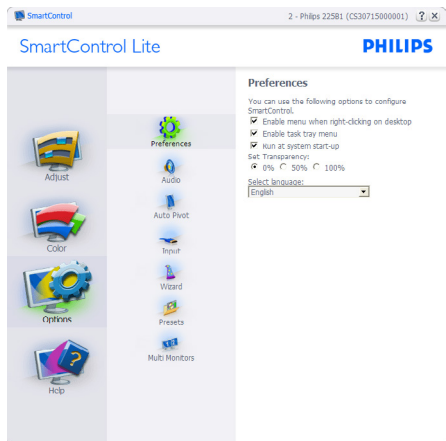 SmartControl
2 - Philips 225B1 (CS30715000001) ? X
SmartControl Lite
PHILIPS
Preferences
You can use the following options to configure
SmartControl.
Enable menu when right-clicking on desktop
Enable task tray menu
Run at system start-up
Set Transparency:
0% 50% 100%
Select language:
English
Adjust
Color
Options
Help
Preferences
Audio
Auto Pivot
Input
Wizard
Presets
Multi Monitors